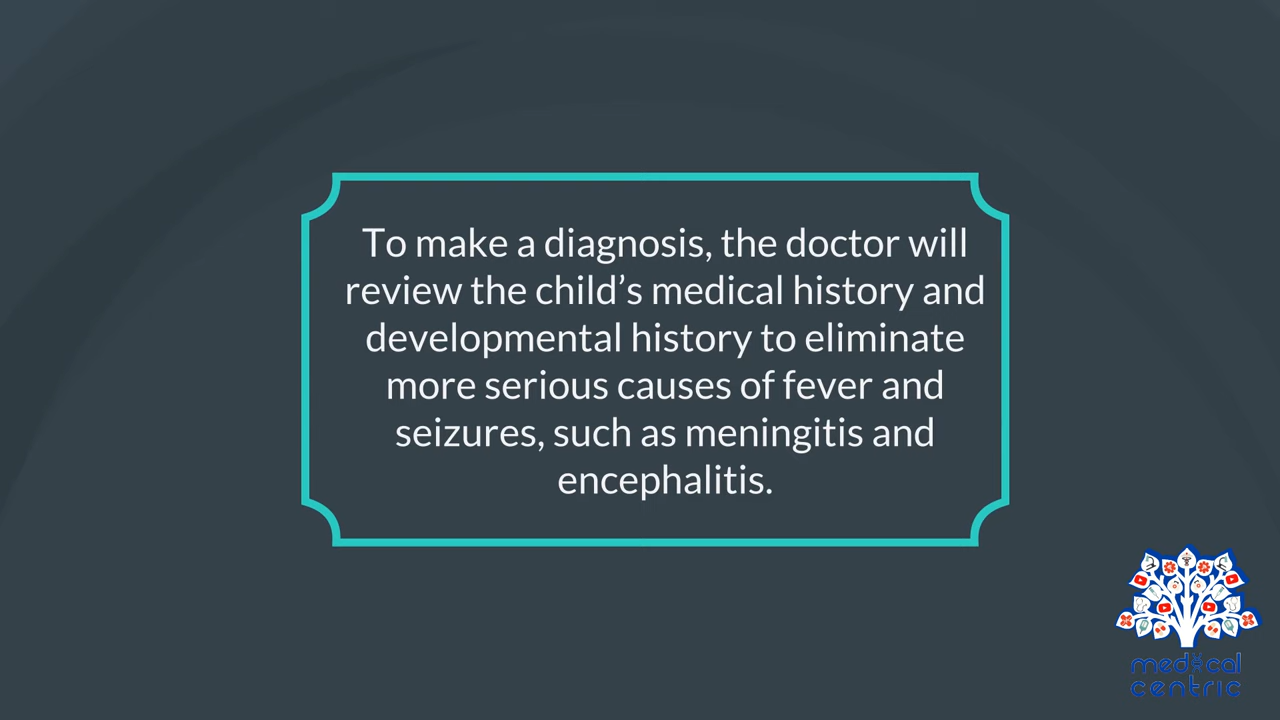 To make a diagnosis, the doctor will
review the child’s medical history and
developmental history to eliminate
more serious causes of fever and
seizures, such as meningitis and
encephalitis.
medical
centric